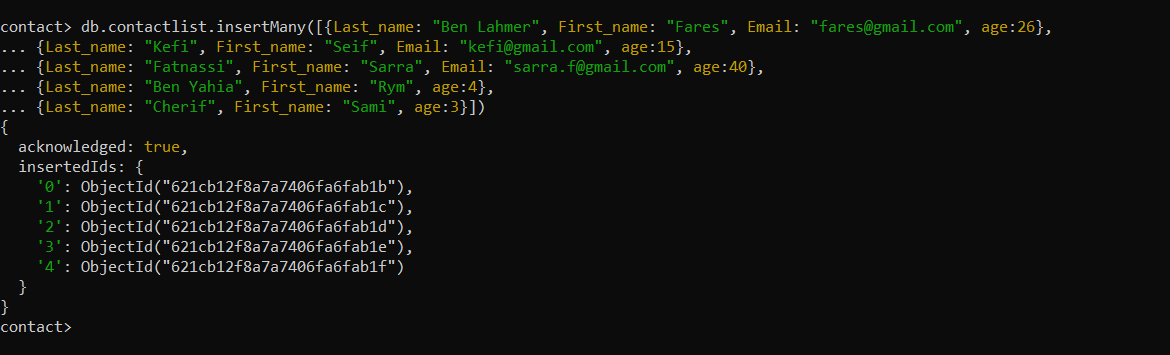 contact> db.contactlist.insertMany([{Last_name: "Ben Lahmer", First_name: "Fares", Email: "fares@gmail.com", age:26},
... {Last_name: "Kefi", First_name: "Seif", Email: "kefi@gmail.com", age:15},
... {Last_name: "Fatnassi", First_name: "Sarra", Email: "sarra.f@gmail.com", age:40},
... {Last_name: "Ben Yahia", First_name: "Rym", age:4},
... {Last_name: "Cherif", First_name: "Sami", age:3}])
{
  acknowledged: true,
  insertedIds: {
    '0': ObjectId("621cb12f8a7a7406fa6fab1b"),
    '1': ObjectId("621cb12f8a7a7406fa6fab1c"),
    '2': ObjectId("621cb12f8a7a7406fa6fab1d"),
    '3': ObjectId("621cb12f8a7a7406fa6fab1e"),
    '4': ObjectId("621cb12f8a7a7406fa6fab1f")
  }
}
contact>